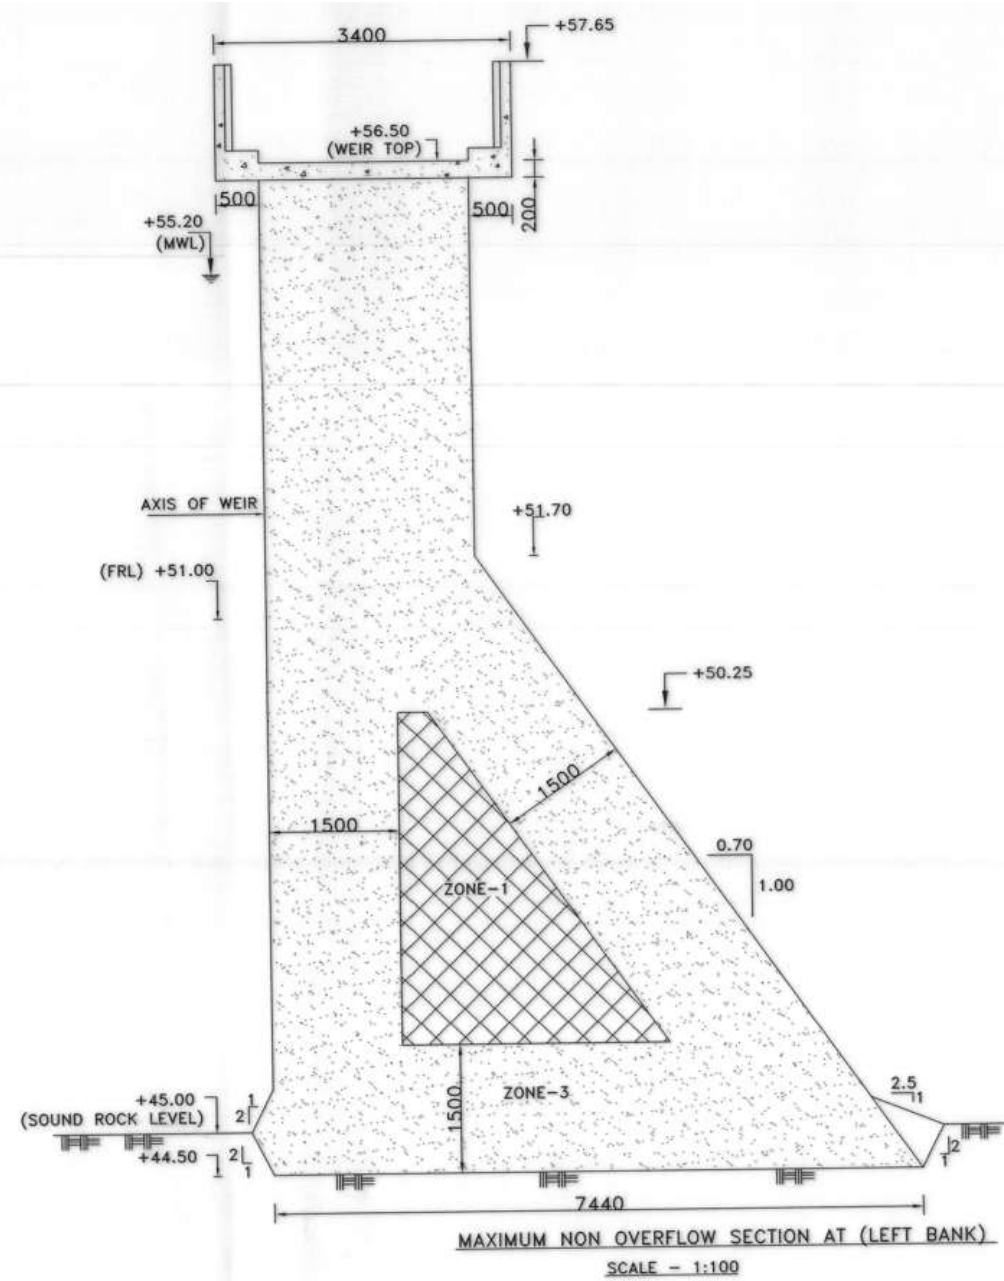 3400
+57.65
+56.50
(WEIR TOP)
500
500
200
+55.20
(MWL)
AXIS OF WEIR
+51.70
(FRL) +51.00
+50.25
1500
1500
0.70
1.00
ZONE-1
ZONE-3
1500
2.5
1
+45.00
(SOUND ROCK LEVEL)
1
2
+44.50
2
1
2
1
7440
MAXIMUM NON OVERFLOW SECTION AT (LEFT BANK)
SCALE - 1:100